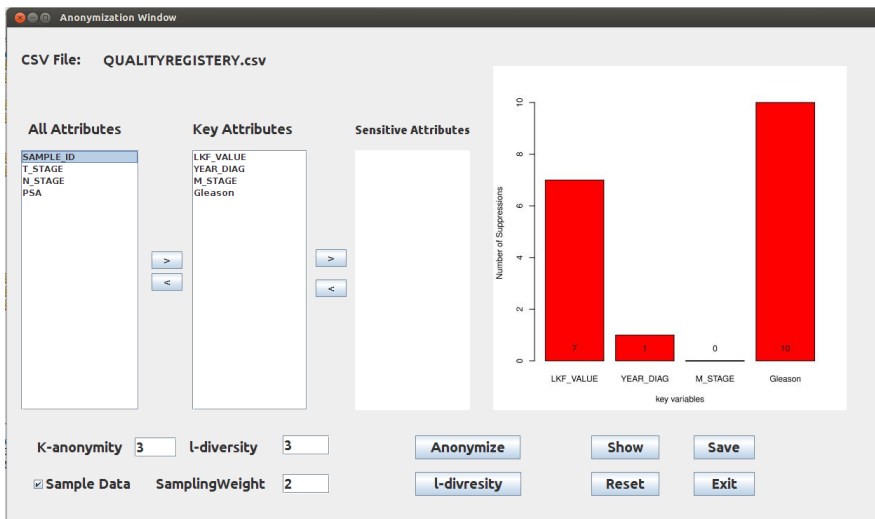 Anonymization Window
CSV File: QUALITYREGISTERY.csv
All Attributes
Key Attributes
Sensitive Attributes
SAMPLE_ID
T_STAGE
N_STAGE
PSA
LKF_VALUE
YEAR_DIAG
M_STAGE
Gleason
>
<
>
<
Number of Suppressions
10
8
6
4
2
0
7
1
0
10
LKF_VALUE
YEAR_DIAG
M_STAGE
Gleason
key variables
K-anonymity 3
l-diversity 3
Anonymize
Show
Save
Sample Data
SamplingWeight 2
l-divresity
Reset
Exit